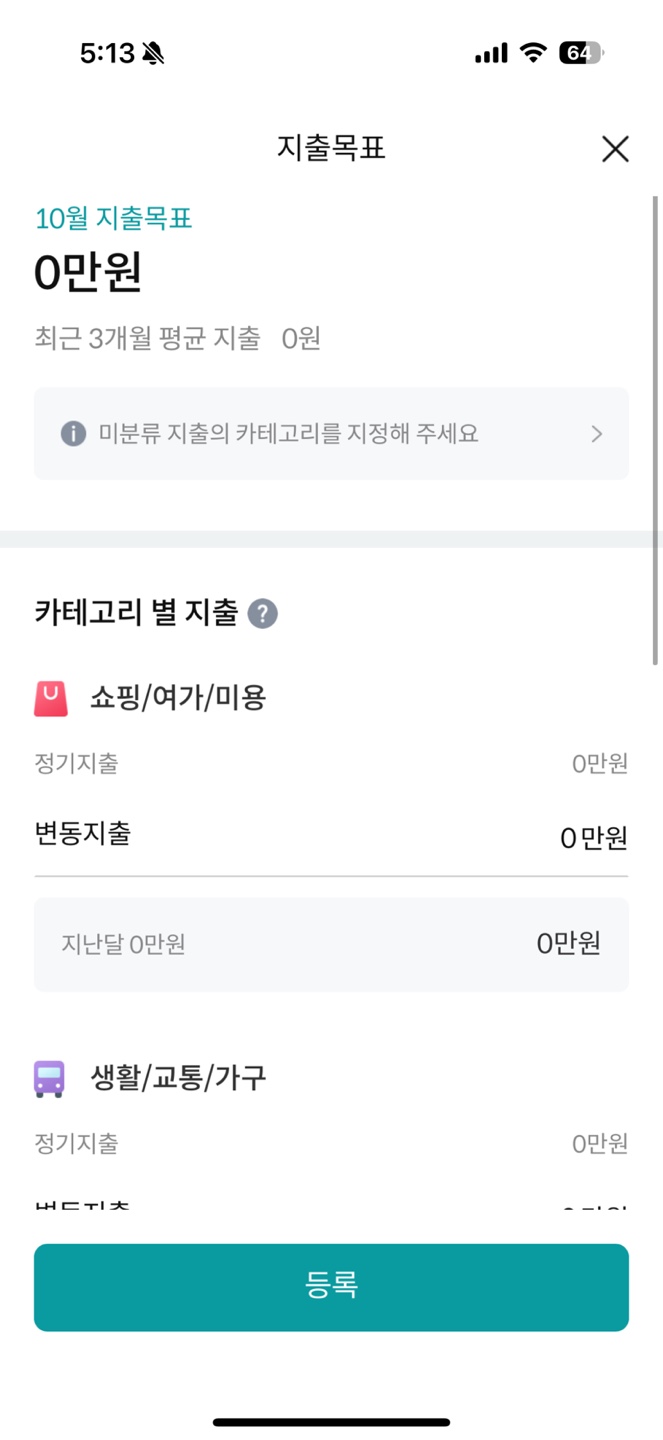 5:13
64
지출목표
10월 지출목표
0만원
최근 3개월 평균 지출 0원
미분류 지출의 카테고리를 지정해 주세요
카테고리 별 지출 ?
쇼핑/여가/미용
정기지출 0만원
변동지출 0만원
지난달 0만원 0만원
생활/교통/가구
정기지출 0만원
등록